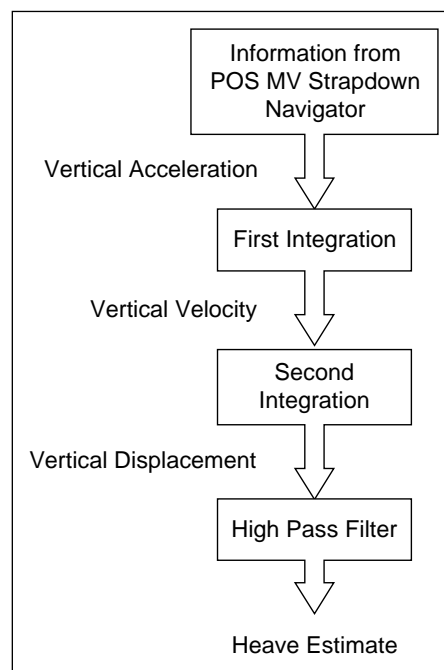 Information from
POS MV Strapdown
Navigator
Vertical Acceleration
First Integration
Vertical Velocity
Second
Integration
Vertical Displacement
High Pass Filter
Heave Estimate